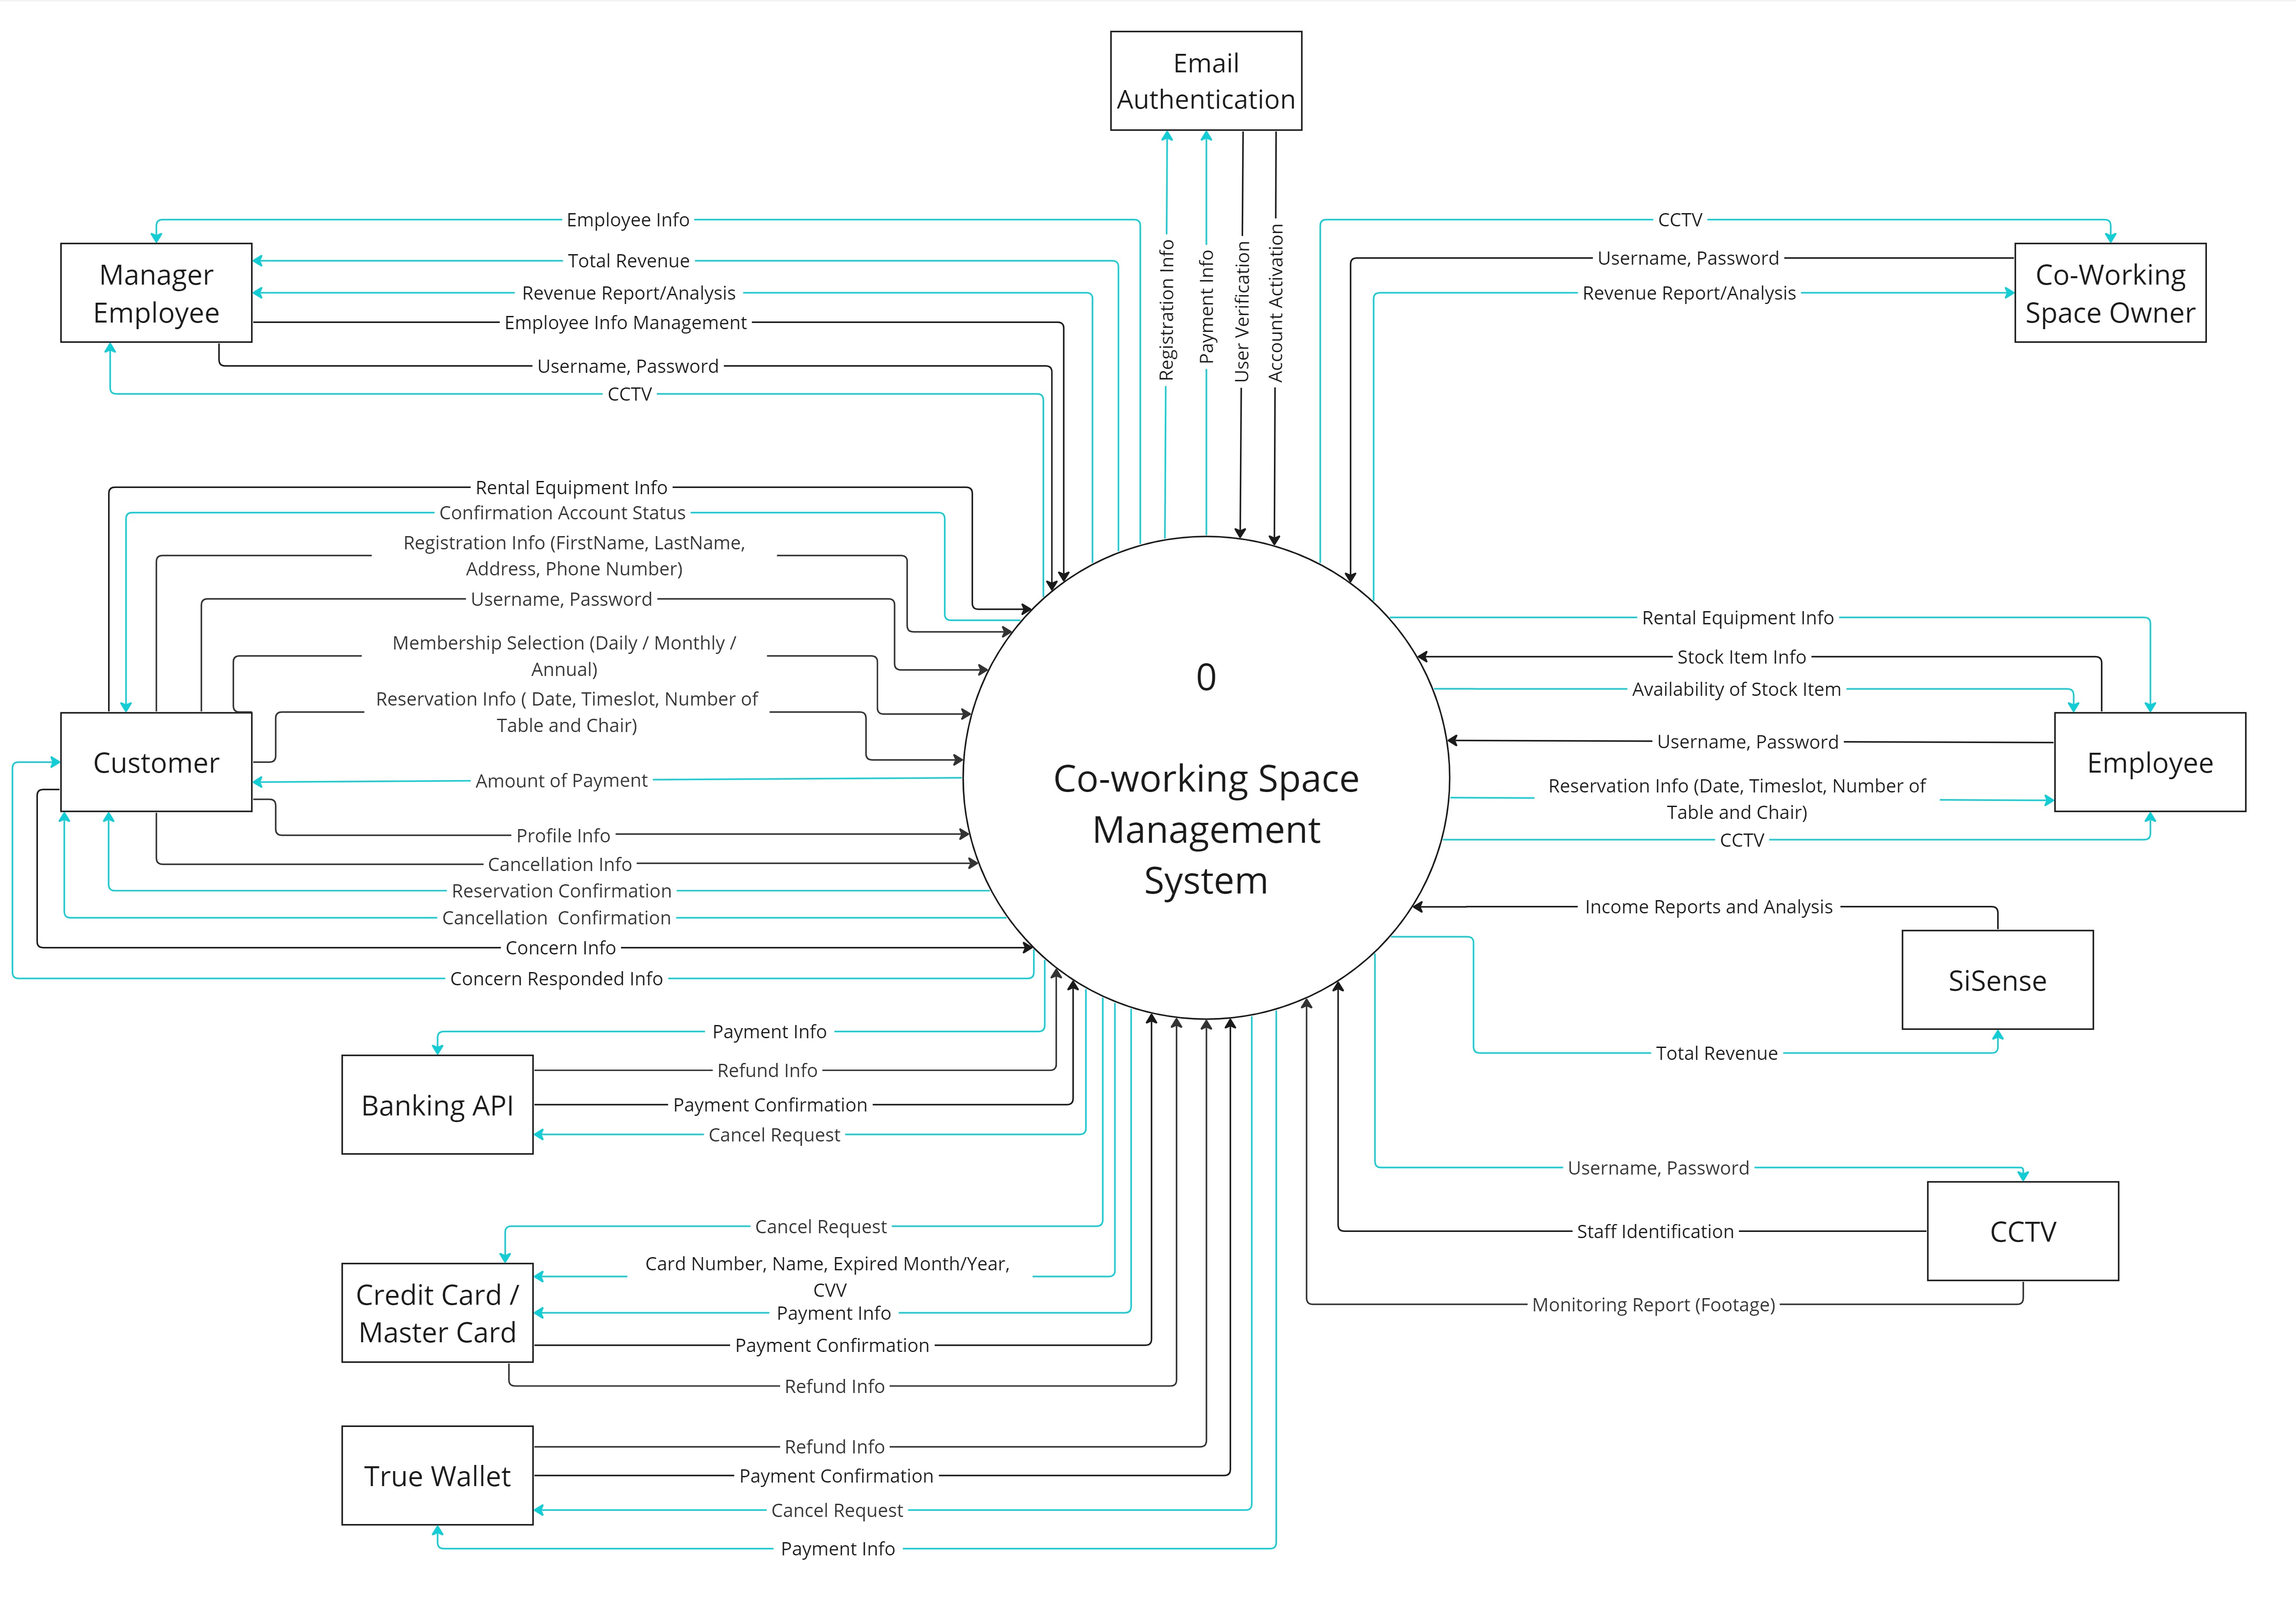 Email
Authentication
Employee Info
CCTV
Manager
Employee
Total Revenue
Revenue Report/Analysis
Employee Info Management
Username, Password
CCTV
Registration Info
Payment Info
User Verification
Account Activation
Username, Password
Revenue Report/Analysis
Co-Working
Space Owner
Rental Equipment Info
Confirmation Account Status
Registration Info (FirstName, LastName,
Address, Phone Number)
Username, Password
Membership Selection (Daily / Monthly /
Annual)
Reservation Info ( Date, Timeslot, Number of
Table and Chair)
Customer
Amount of Payment
Profile Info
Cancellation Info
Reservation Confirmation
Cancellation  Confirmation
Concern Info
Concern Responded Info
0
Co-working Space
Management
System
Rental Equipment Info
Stock Item Info
Availability of Stock Item
Username, Password
Employee
Reservation Info (Date, Timeslot, Number of
Table and Chair)
CCTV
Income Reports and Analysis
SiSense
Total Revenue
Payment Info
Refund Info
Banking API
Payment Confirmation
Cancel Request
Username, Password
Staff Identification
CCTV
Monitoring Report (Footage)
Cancel Request
Card Number, Name, Expired Month/Year,
CVV
Credit Card /
Master Card
Payment Info
Payment Confirmation
Refund Info
Refund Info
True Wallet
Payment Confirmation
Cancel Request
Payment Info